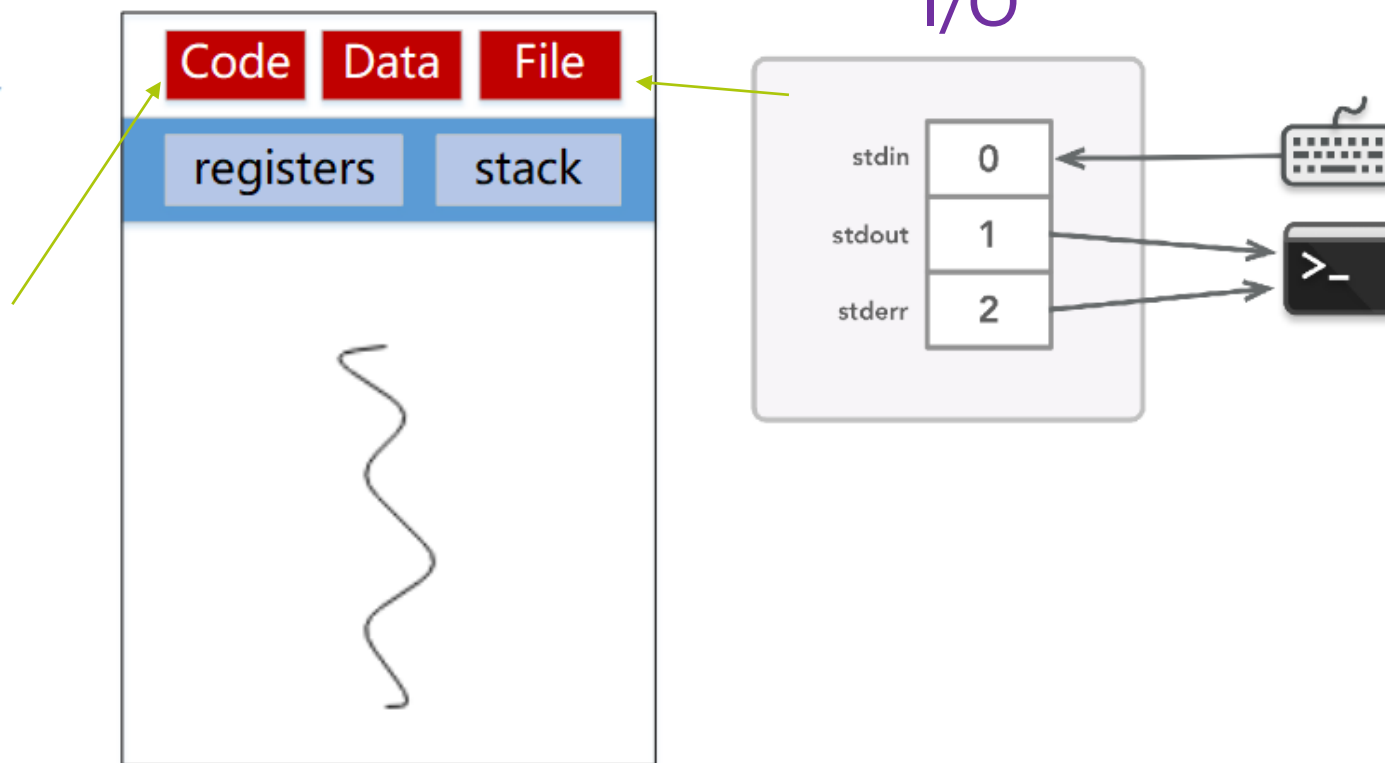 I/O
Code Data File
registers stack
stdin 0
stdout 1
stderr 2
>_